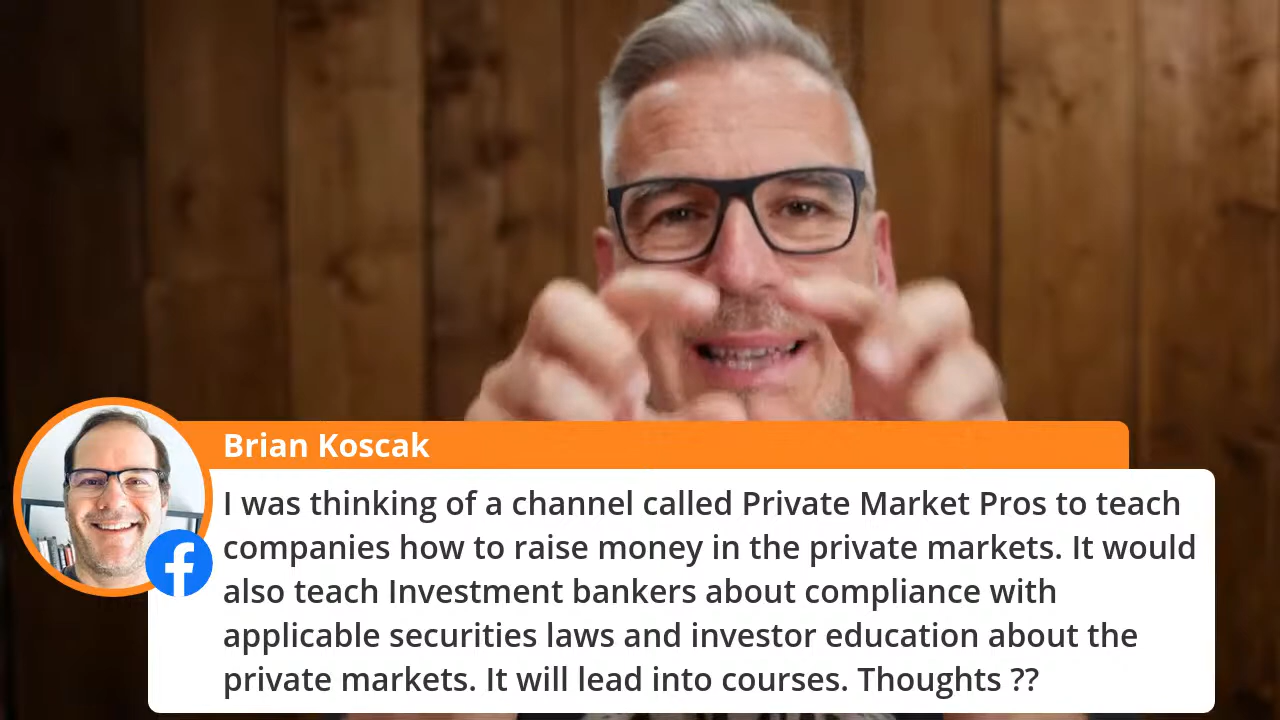 Brian Koscak
I was thinking of a channel called Private Market Pros to teach
companies how to raise money in the private markets. It would
also teach Investment bankers about compliance with
applicable securities laws and investor education about the
private markets. It will lead into courses. Thoughts ??